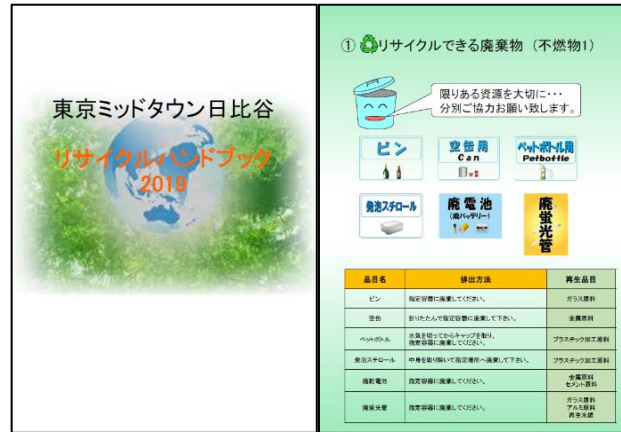 東京ミッドタウン日比谷
リサイクルハンドブック
2019
① リサイクルできる廃棄物（不燃物1）
限りある資源を大切に・・・
分別ご協力お願い致します。
ビン
空缶用
Can
ペットボトル用
Petbottle
発泡スチロール
廃電池
(廃バッテリー)
廃蛍光管
品目名 排出方法 再生品目
ビン 指定容器に廃棄してください。 ガラス原料
空缶 折りたたんで指定容器に廃棄して下さい。 金属原料
ペットボトル 水気を切ってからキャップを取り、
指定容器に廃棄してください。 プラスチック加工原料
発泡スチロール 中身を取り除いて指定場所へ廃棄して下さい。 プラスチック加工原料
廃乾電池 指定容器に廃棄してください。 金属原料
セメント原料
廃蛍光管 指定容器に廃棄してください。 ガラス原料
アルミ原料
再生水銀